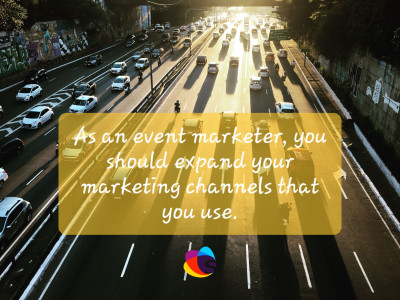 As an event marketer, you
should expand your
marketing channels that
you use.